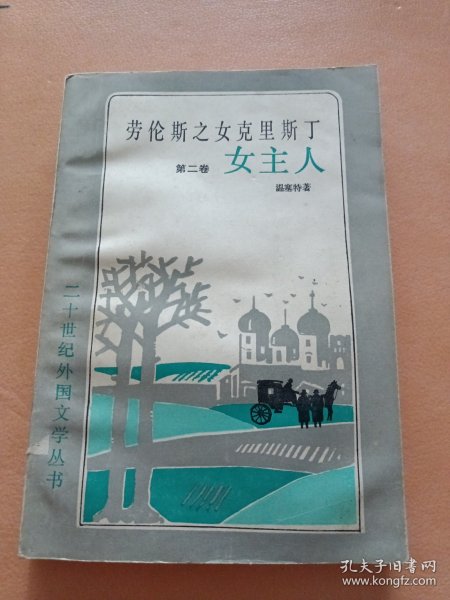 劳伦斯之女克里斯丁
第二卷 女主人
温塞特著
二十世纪外国文学丛书
孔夫子旧书网
www.kongfz.com